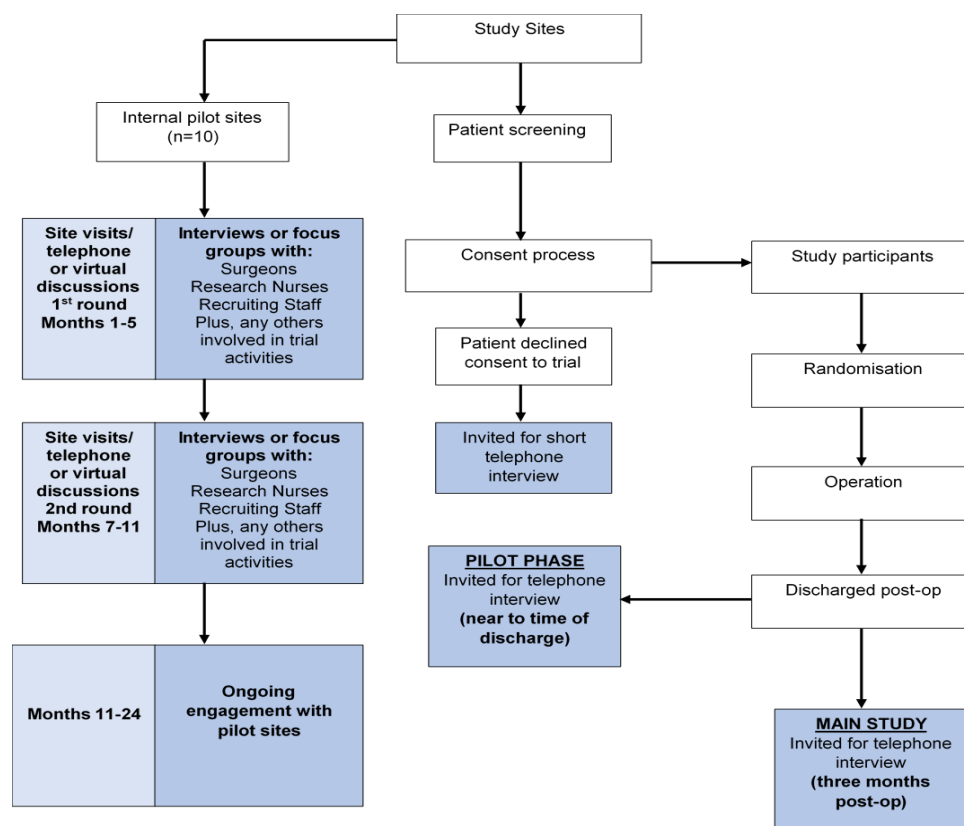 Study Sites
Internal pilot sites
(n=10)
Patient screening
Site visits/
telephone
or virtual
discussions
1st round
Months 1-5
Interviews or focus
groups with:
Surgeons
Research Nurses
Recruiting Staff
Plus, any others
involved in trial
activities
Consent process
Study participants
Patient declined
consent to trial
Randomisation
Invited for short
telephone
interview
Site visits/
telephone
or virtual
discussions
2nd round
Months 7-11
Interviews or focus
groups with:
Surgeons
Research Nurses
Recruiting Staff
Plus, any others
involved in trial
activities
Operation
PILOT PHASE
Invited for telephone
interview
(near to time of
discharge)
Discharged post-op
Months 11-24
Ongoing
engagement with
pilot sites
MAIN STUDY
Invited for telephone
interview
(three months
post-op)